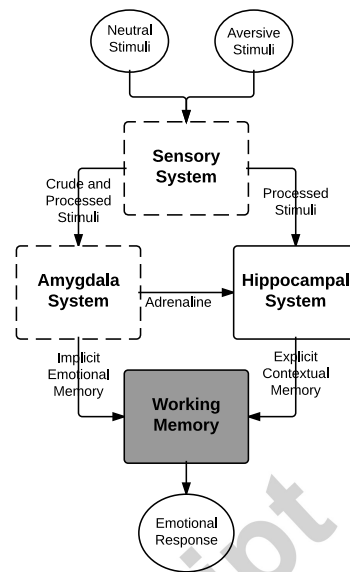 Neutral
Stimuli
Aversive
Stimuli
Sensory
System
Crude and
Processed
Stimuli
Processed
Stimuli
Amygdala
System
Adrenaline
Hippocampal
System
Implicit
Emotional
Memory
Explicit
Contextual
Memory
Working
Memory
Emotional
Response
ipt